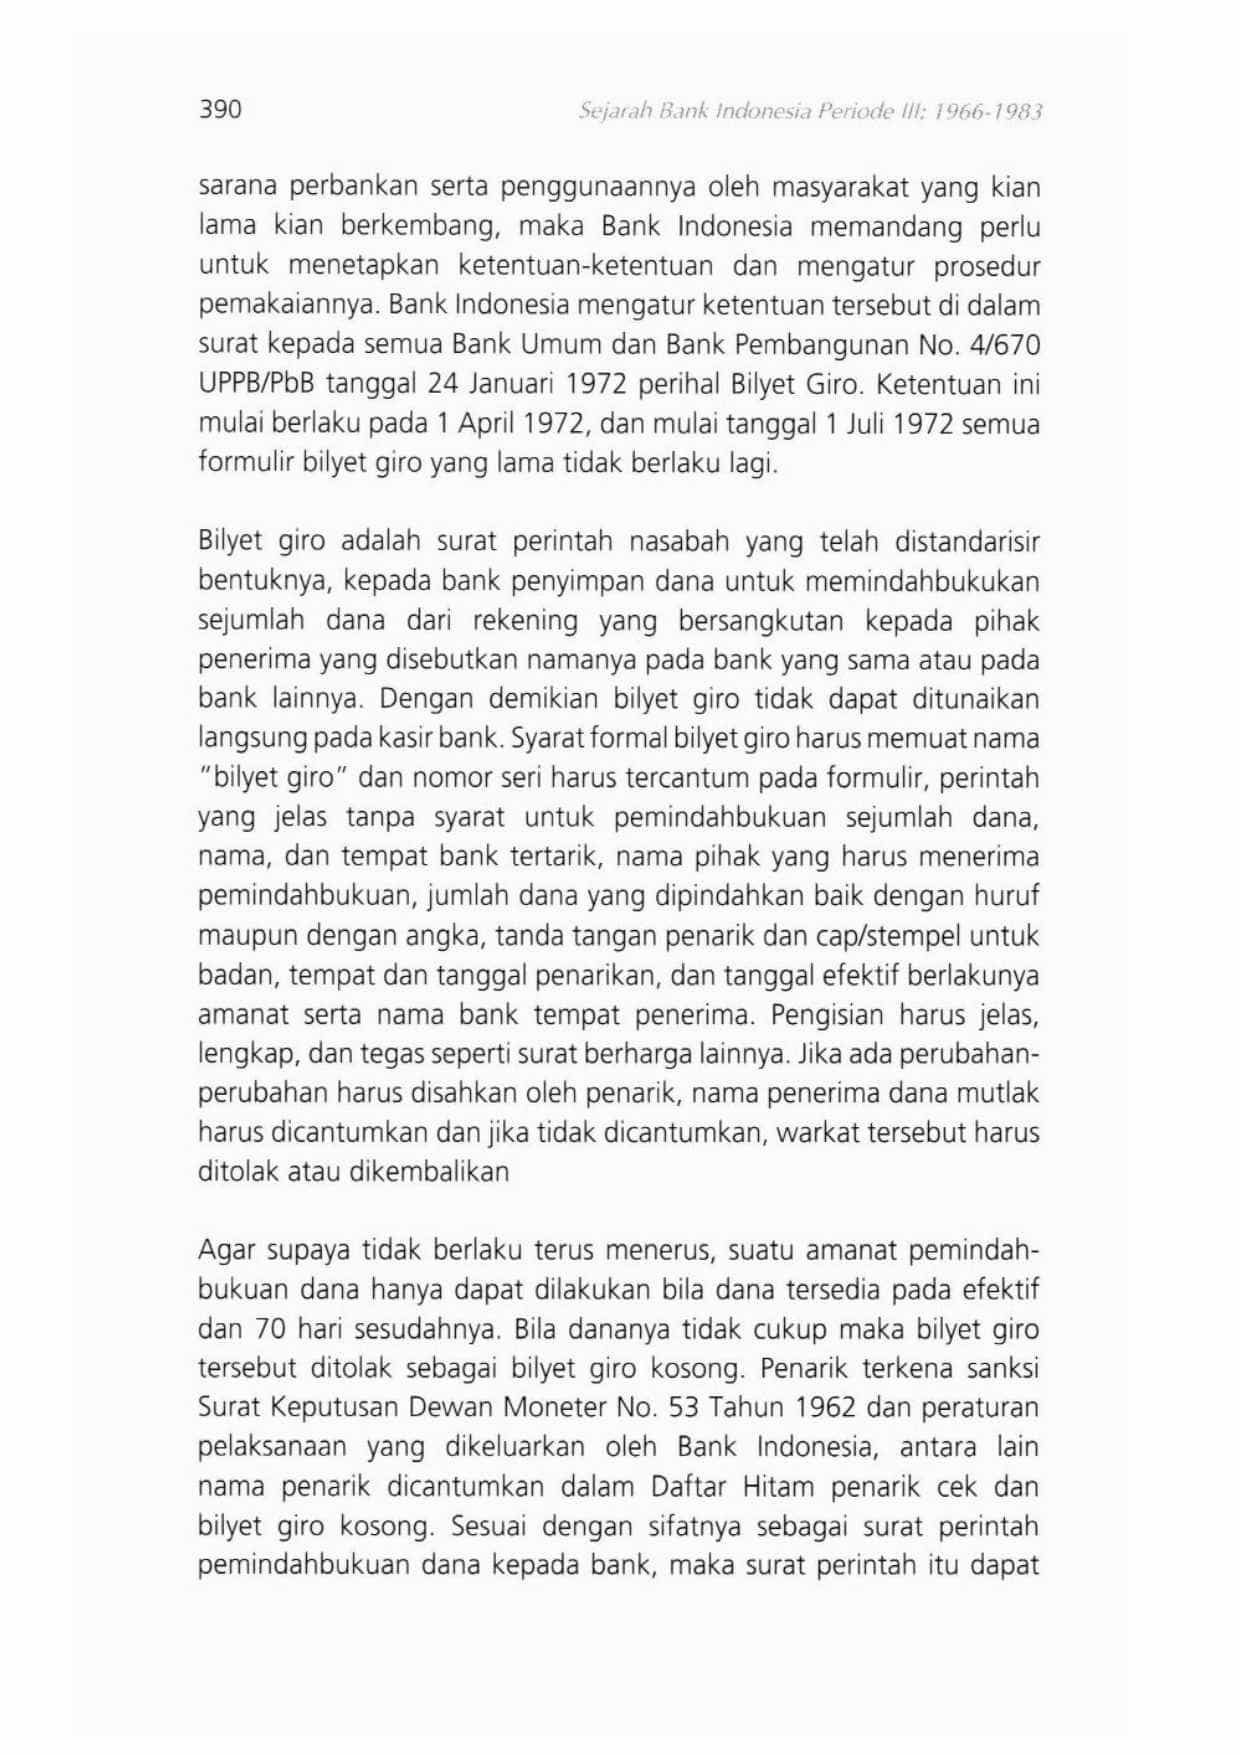 390
Sejarah Bank Indonesia Periode III: 1966-1983
sarana perbankan serta penggunaannya oleh masyarakat yang kian
lama kian berkembang, maka Bank Indonesia memandang perlu
untuk menetapkan ketentuan-ketentuan dan mengatur prosedur
pemakaiannya. Bank Indonesia mengatur ketentuan tersebut di dalam
surat kepada semua Bank Umum dan Bank Pembangunan No. 4/670
UPPB/PbB tanggal 24 Januari 1972 perihal Bilyet Giro. Ketentuan ini
mulai berlaku pada 1 April 1972, dan mulai tanggal 1 Juli 1972 semua
formulir bilyet giro yang lama tidak berlaku lagi.
Bilyet giro adalah surat perintah nasabah yang telah distandarisir
bentuknya, kepada bank penyimpan dana untuk memindahbukukan
sejumlah dana dari rekening yang bersangkutan kepada pihak
penerima yang disebutkan namanya pada bank yang sama atau pada
bank lainnya. Dengan demikian bilyet giro tidak dapat ditunaikan
langsung pada kasir bank. Syarat formal bilyet giro harus memuat nama
"bilyet giro" dan nomor seri harus tercantum pada formulir, perintah
yang jelas tanpa syarat untuk pemindahbukuan sejumlah dana,
nama, dan tempat bank tertarik, nama pihak yang harus menerima
pemindahbukuan, jumlah dana yang dipindahkan baik dengan huruf
maupun dengan angka, tanda tangan penarik dan cap/stempel untuk
badan, tempat dan tanggal penarikan, dan tanggal efektif berlakunya
amanat serta nama bank tempat penerima. Pengisian harus jelas,
lengkap, dan tegas seperti surat berharga lainnya. Jika ada perubahan-
perubahan harus disahkan oleh penarik, nama penerima dana mutlak
harus dicantumkan dan jika tidak dicantumkan, warkat tersebut harus
ditolak atau dikembalikan
Agar supaya tidak berlaku terus menerus, suatu amanat pemindah-
bukuan dana hanya dapat dilakukan bila dana tersedia pada efektif
dan 70 hari sesudahnya. Bila dananya tidak cukup maka bilyet giro
tersebut ditolak sebagai bilyet giro kosong. Penarik terkena sanksi
Surat Keputusan Dewan Moneter No. 53 Tahun 1962 dan peraturan
pelaksanaan yang dikeluarkan oleh Bank Indonesia, antara lain
nama penarik dicantumkan dalam Daftar Hitam penarik cek dan
bilyet giro kosong. Sesuai dengan sifatnya sebagai surat perintah
pemindahbukuan dana kepada bank, maka surat perintah itu dapat